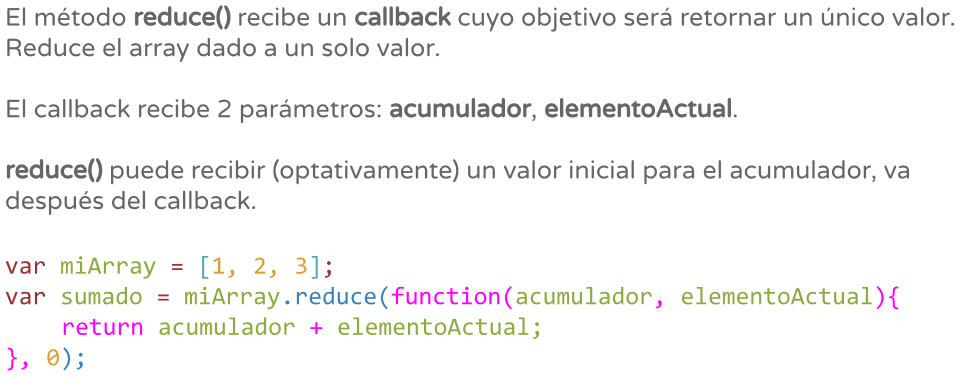 El método reduce() recibe un callback cuyo objetivo será retornar un único valor.
Reduce el array dado a un solo valor.
El callback recibe 2 parámetros: acumulador, elementoActual.
reduce() puede recibir (optativamente) un valor inicial para el acumulador, va
después del callback.
var miArray = [1, 2, 3];
var sumado = miArray.reduce(function(acumulador, elementoActual){
    return acumulador + elementoActual;
}, 0);